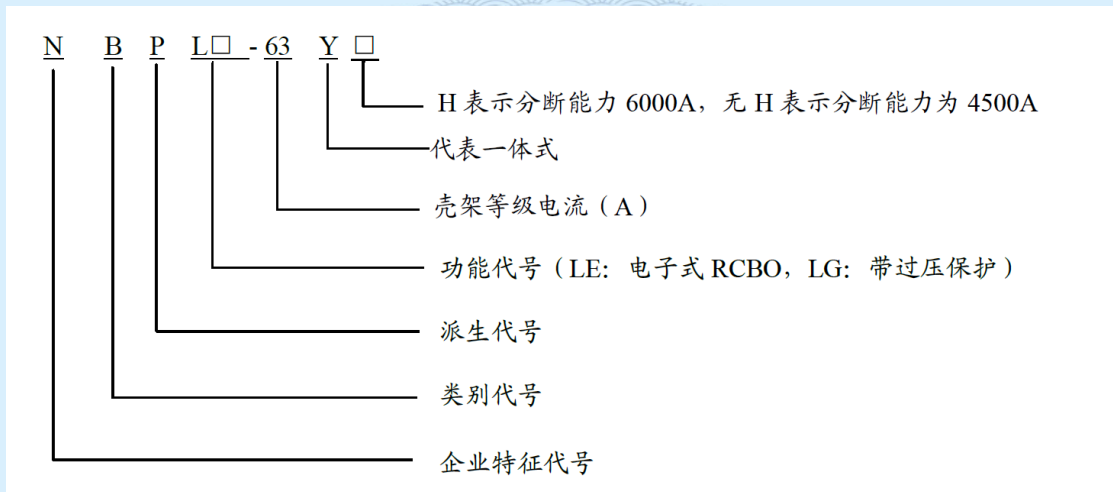 N B P L□ - 63 Y □
H 表示分断能力 6000A，无 H 表示分断能力为 4500A
代表一体式
壳架等级电流（A）
功能代号（LE：电子式 RCBO，LG：带过压保护）
派生代号
类别代号
企业特征代号